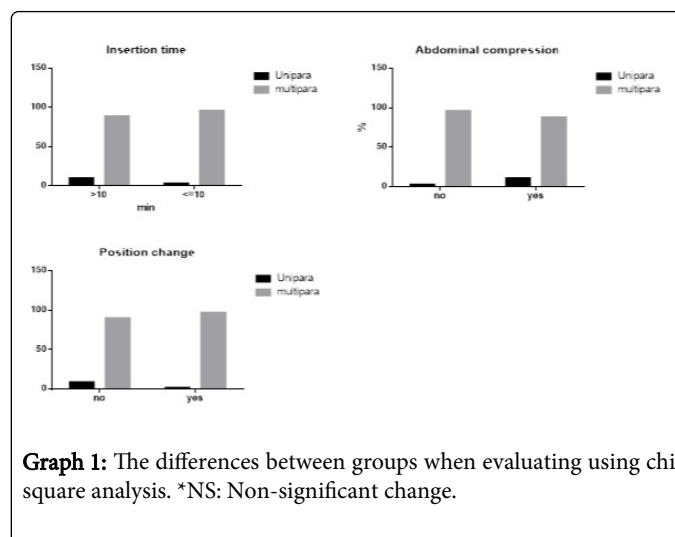 Insertion time
150
100
50
0
>10
<=10
min
Unipara
multipara
Abdominal compression
%
150
100
50
0
no
yes
Unipara
multipara
Position change
150
100
50
0
no
yes
Unipara
multipara
Graph 1: The differences between groups when evaluating using chi
square analysis. *NS: Non-significant change.